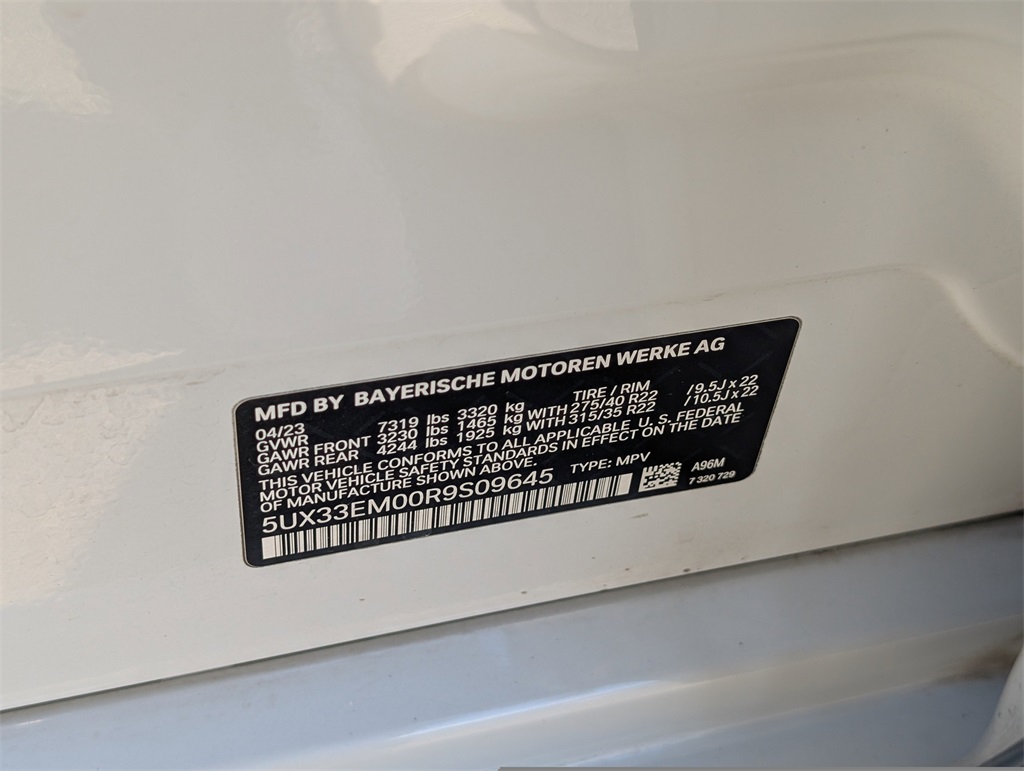 MFD BY BAYERISCHE MOTOREN WERKE AG
04/23 TIRE / RIM
GVWR 7319 lbs 3320 kg
GAWR FRONT 3230 lbs 1465 kg WITH 275/40 R22 / 9.5J x 22
GAWR REAR 4244 lbs 1925 kg WITH 315/35 R22 / 10.5J x 22
THIS VEHICLE CONFORMS TO ALL APPLICABLE U. S. FEDERAL
MOTOR VEHICLE SAFETY STANDARDS IN EFFECT ON THE DATE
OF MANUFACTURE SHOWN ABOVE.
5UX33EM00R9S09645 TYPE: MPV
A96M
7 320 729